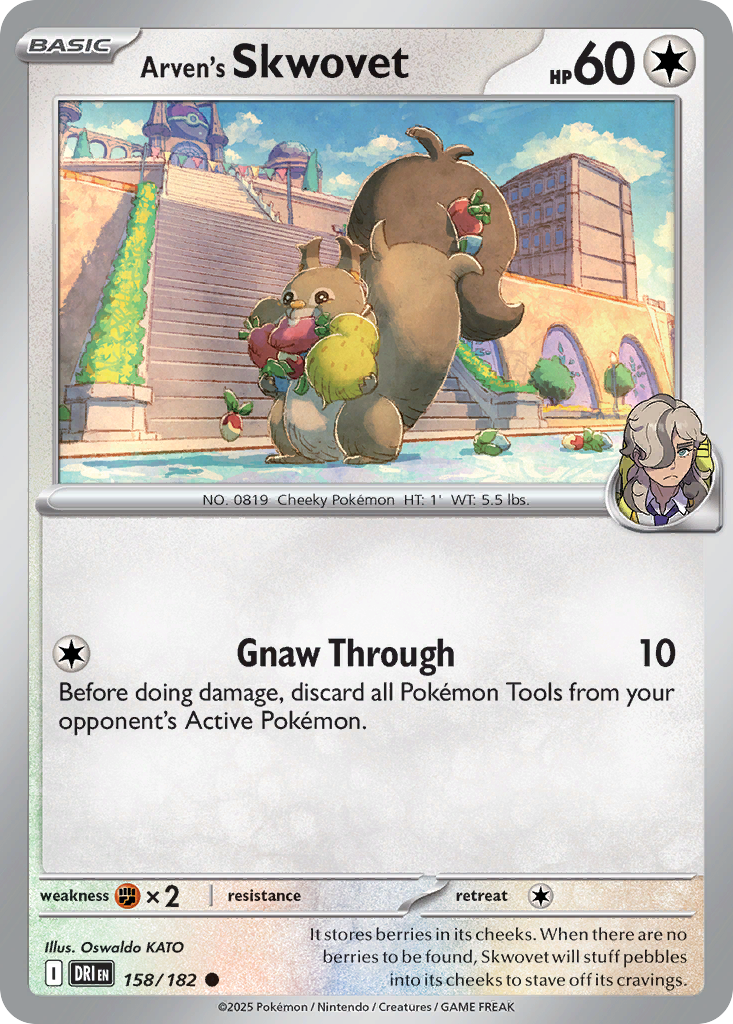 BASIC
Arven's Skwovet
HP60
NO. 0819 Cheeky Pokémon HT: 1' WT: 5.5 lbs.
Gnaw Through 10
Before doing damage, discard all Pokémon Tools from your
opponent's Active Pokémon.
weakness ×2 resistance retreat
Illus. Oswaldo KATO
It stores berries in its cheeks. When there are no
berries to be found, Skwovet will stuff pebbles
into its cheeks to stave off its cravings.
I DRI EN 158/182
©2025 Pokémon / Nintendo / Creatures / GAME FREAK